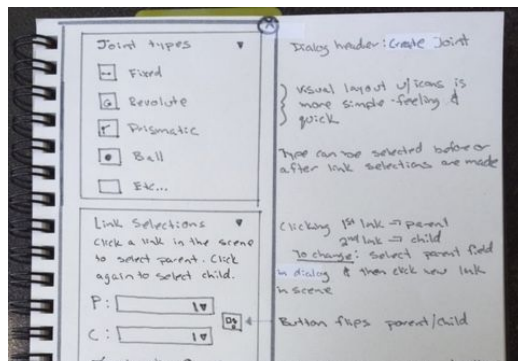 Joint types
Fixed
Revolute
Prismatic
Ball
Etc...
Link Selections
Click a link in the scene
to select parent. Click
again to select child.
P:
C:
Dialog header: Create Joint
visual layout w/icons is
more simple-feeling &
quick
Type can be selected before or
after link selections are made
Clicking 1st link → parent
2nd link → child
To change: select parent field
in dialog & then click new link
in scene
Button flips parent/child